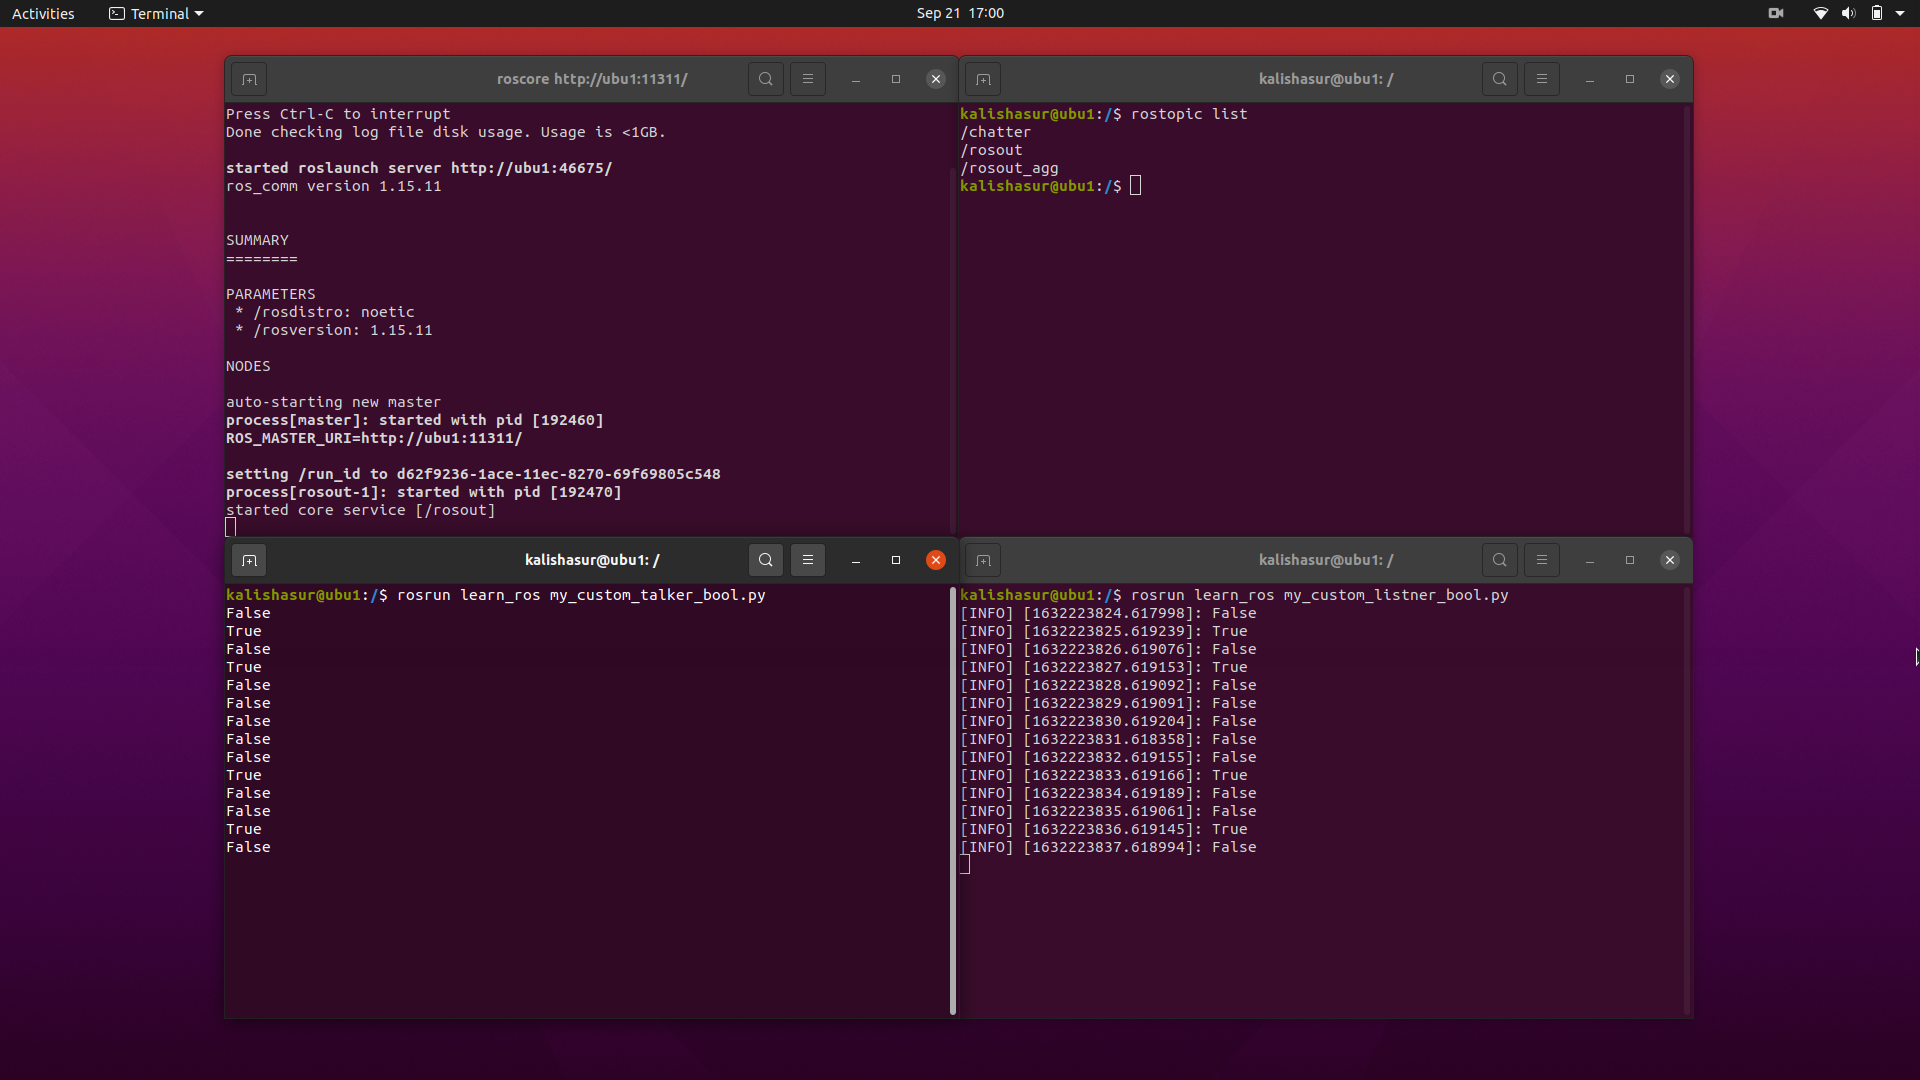 Activities
Terminal
Sep 21 17:00
roscore http://ubu1:11311/
Press Ctrl-C to interrupt
Done checking log file disk usage. Usage is <1GB.
started roslaunch server http://ubu1:46675/
ros_comm version 1.15.11
SUMMARY
========
PARAMETERS
* /rosdistro: noetic
* /rosversion: 1.15.11
NODES
auto-starting new master
process[master]: started with pid [192460]
ROS_MASTER_URI=http://ubu1:11311/
setting /run_id to d62f9236-1ace-11ec-8270-69f69805c548
process[rosout-1]: started with pid [192470]
started core service [/rosout]
kalishasur@ubu1: /
kalishasur@ubu1:/$ rostopic list
/chatter
/rosout
/rosout_agg
kalishasur@ubu1:/$
kalishasur@ubu1: /
kalishasur@ubu1:/$ rosrun learn_ros my_custom_talker_bool.py
False
True
False
True
False
False
False
False
False
True
False
False
True
False
kalishasur@ubu1: /
kalishasur@ubu1:/$ rosrun learn_ros my_custom_listner_bool.py
[INFO] [1632223824.617998]: False
[INFO] [1632223825.619239]: True
[INFO] [1632223826.619076]: False
[INFO] [1632223827.619153]: True
[INFO] [1632223828.619092]: False
[INFO] [1632223829.619091]: False
[INFO] [1632223830.619204]: False
[INFO] [1632223831.618358]: False
[INFO] [1632223832.619155]: False
[INFO] [1632223833.619166]: True
[INFO] [1632223834.619189]: False
[INFO] [1632223835.619061]: False
[INFO] [1632223836.619145]: True
[INFO] [1632223837.618994]: False